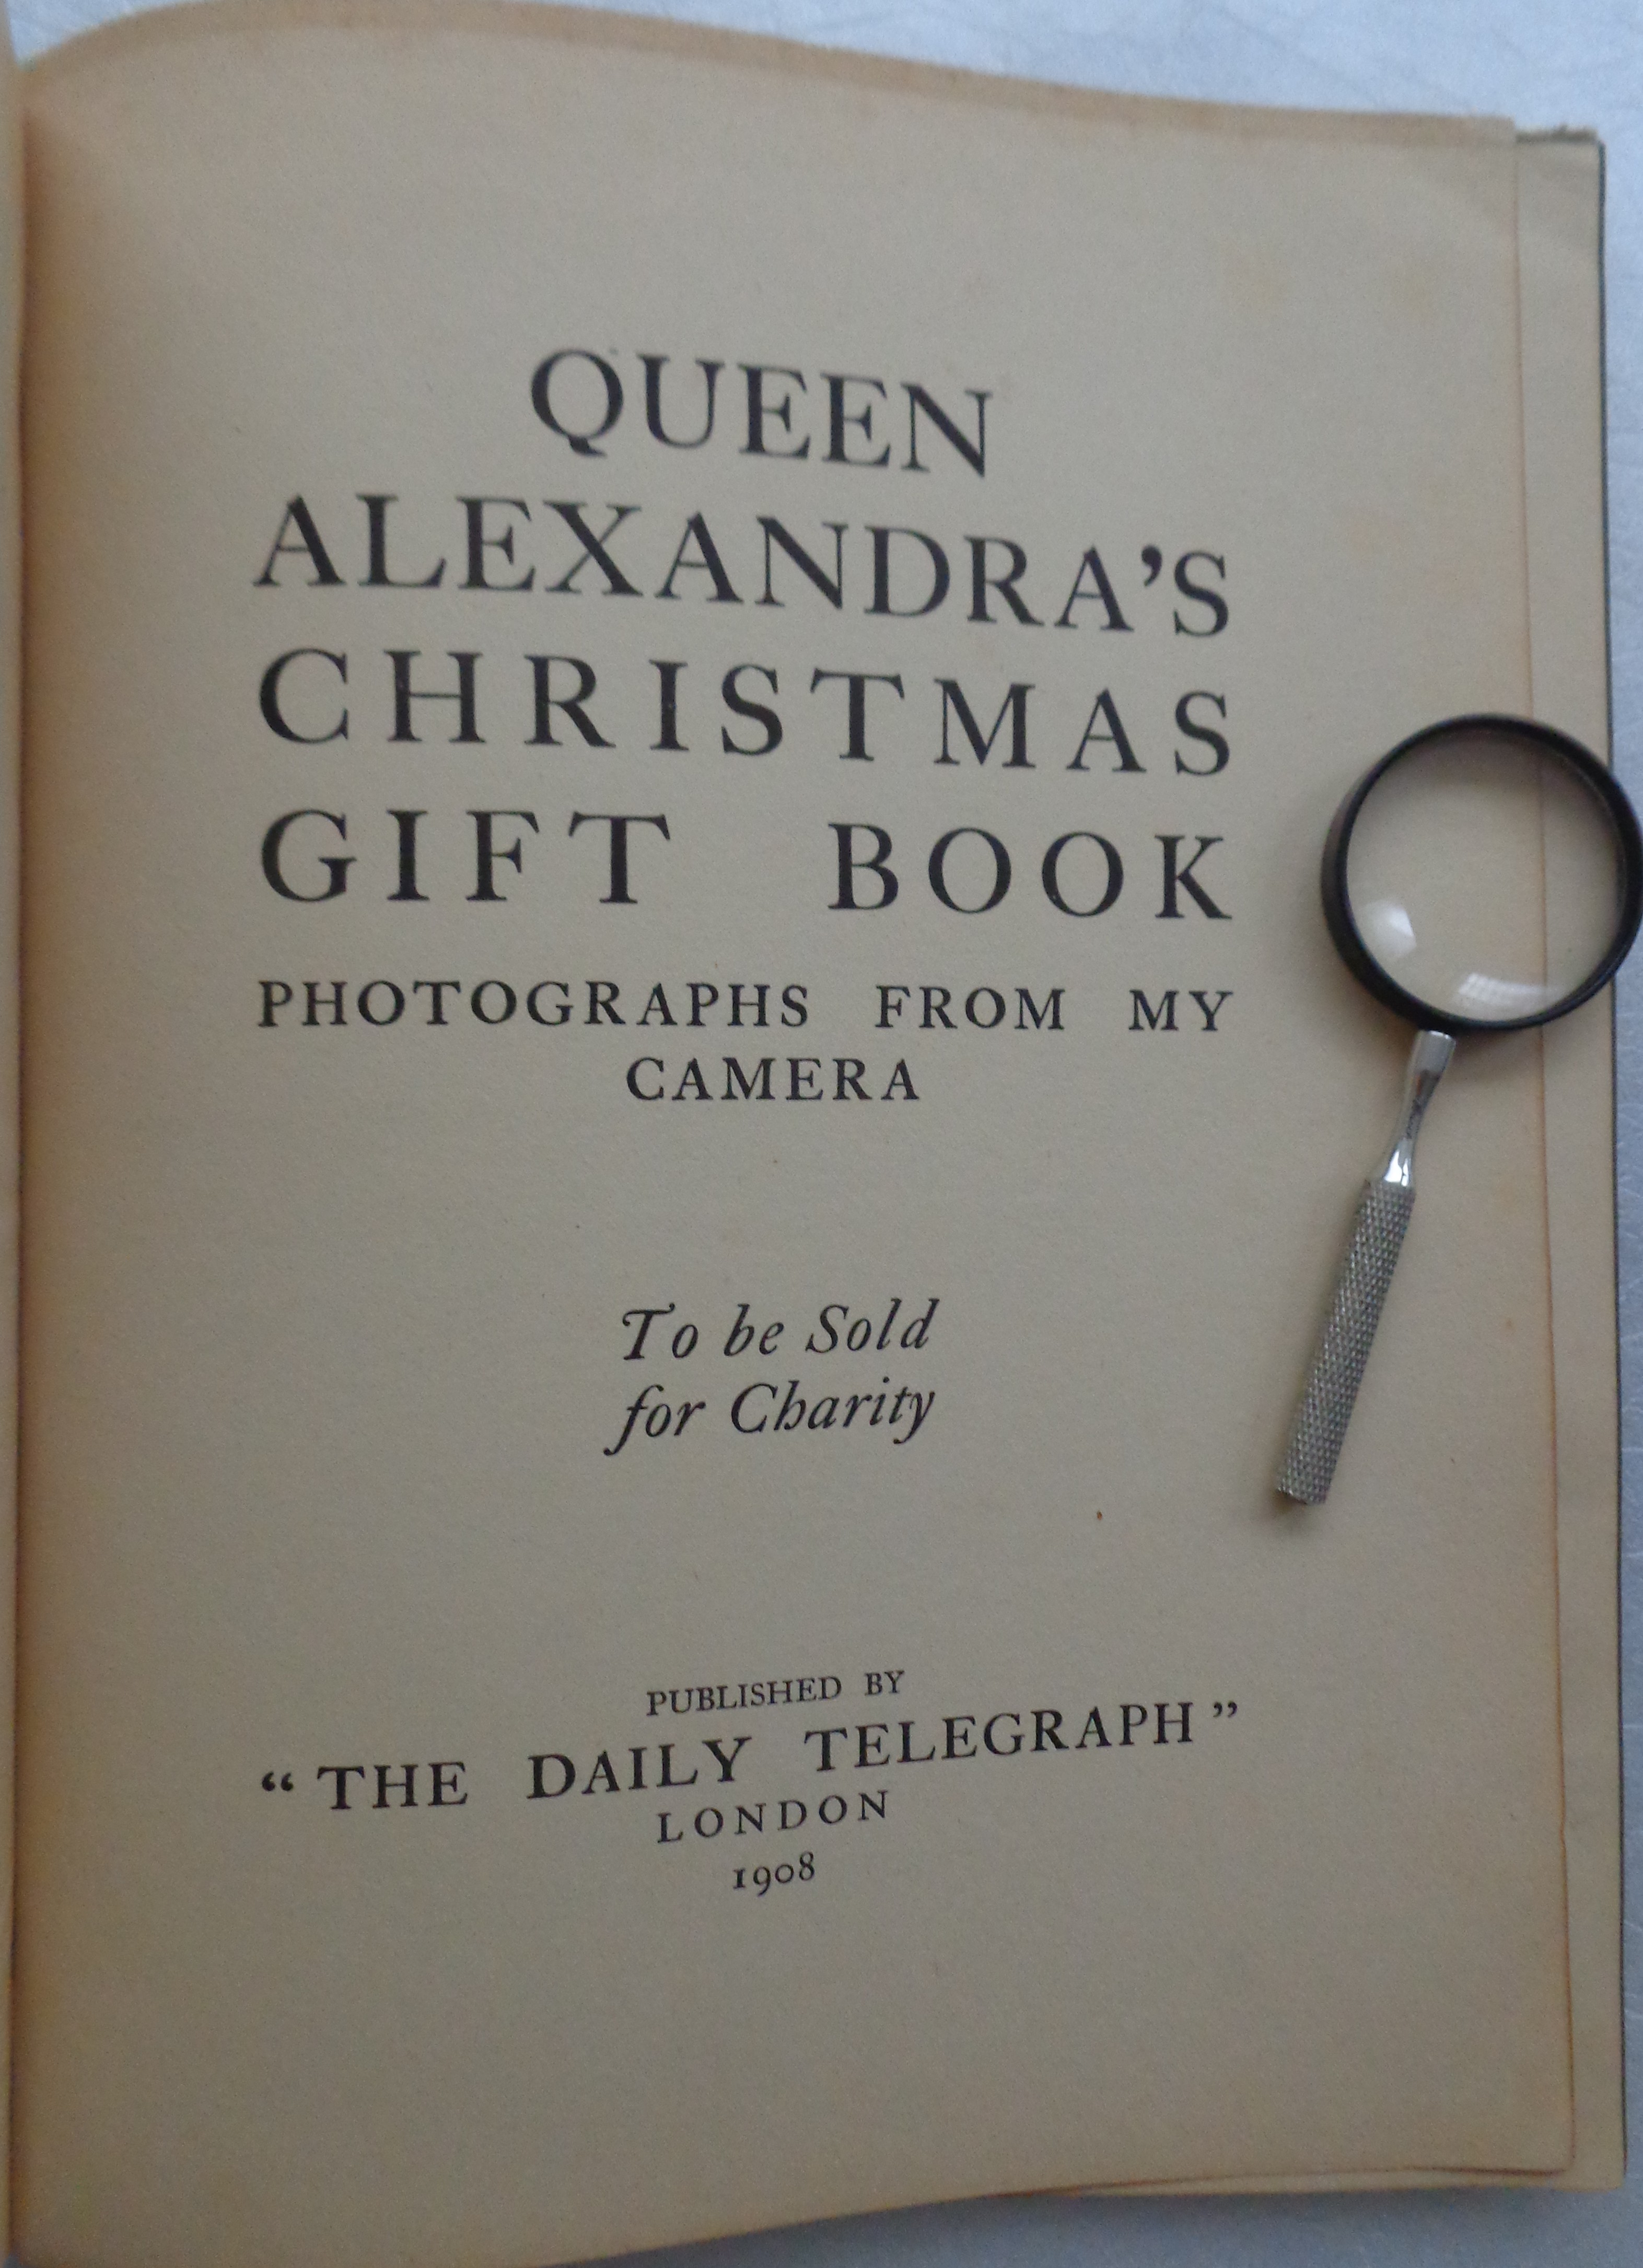 QUEEN
ALEXANDRA’S
CHRISTMAS
GIFT BOOK
PHOTOGRAPHS FROM MY
CAMERA
To be Sold
for Charity
PUBLISHED BY
“THE DAILY TELEGRAPH”
LONDON
1908